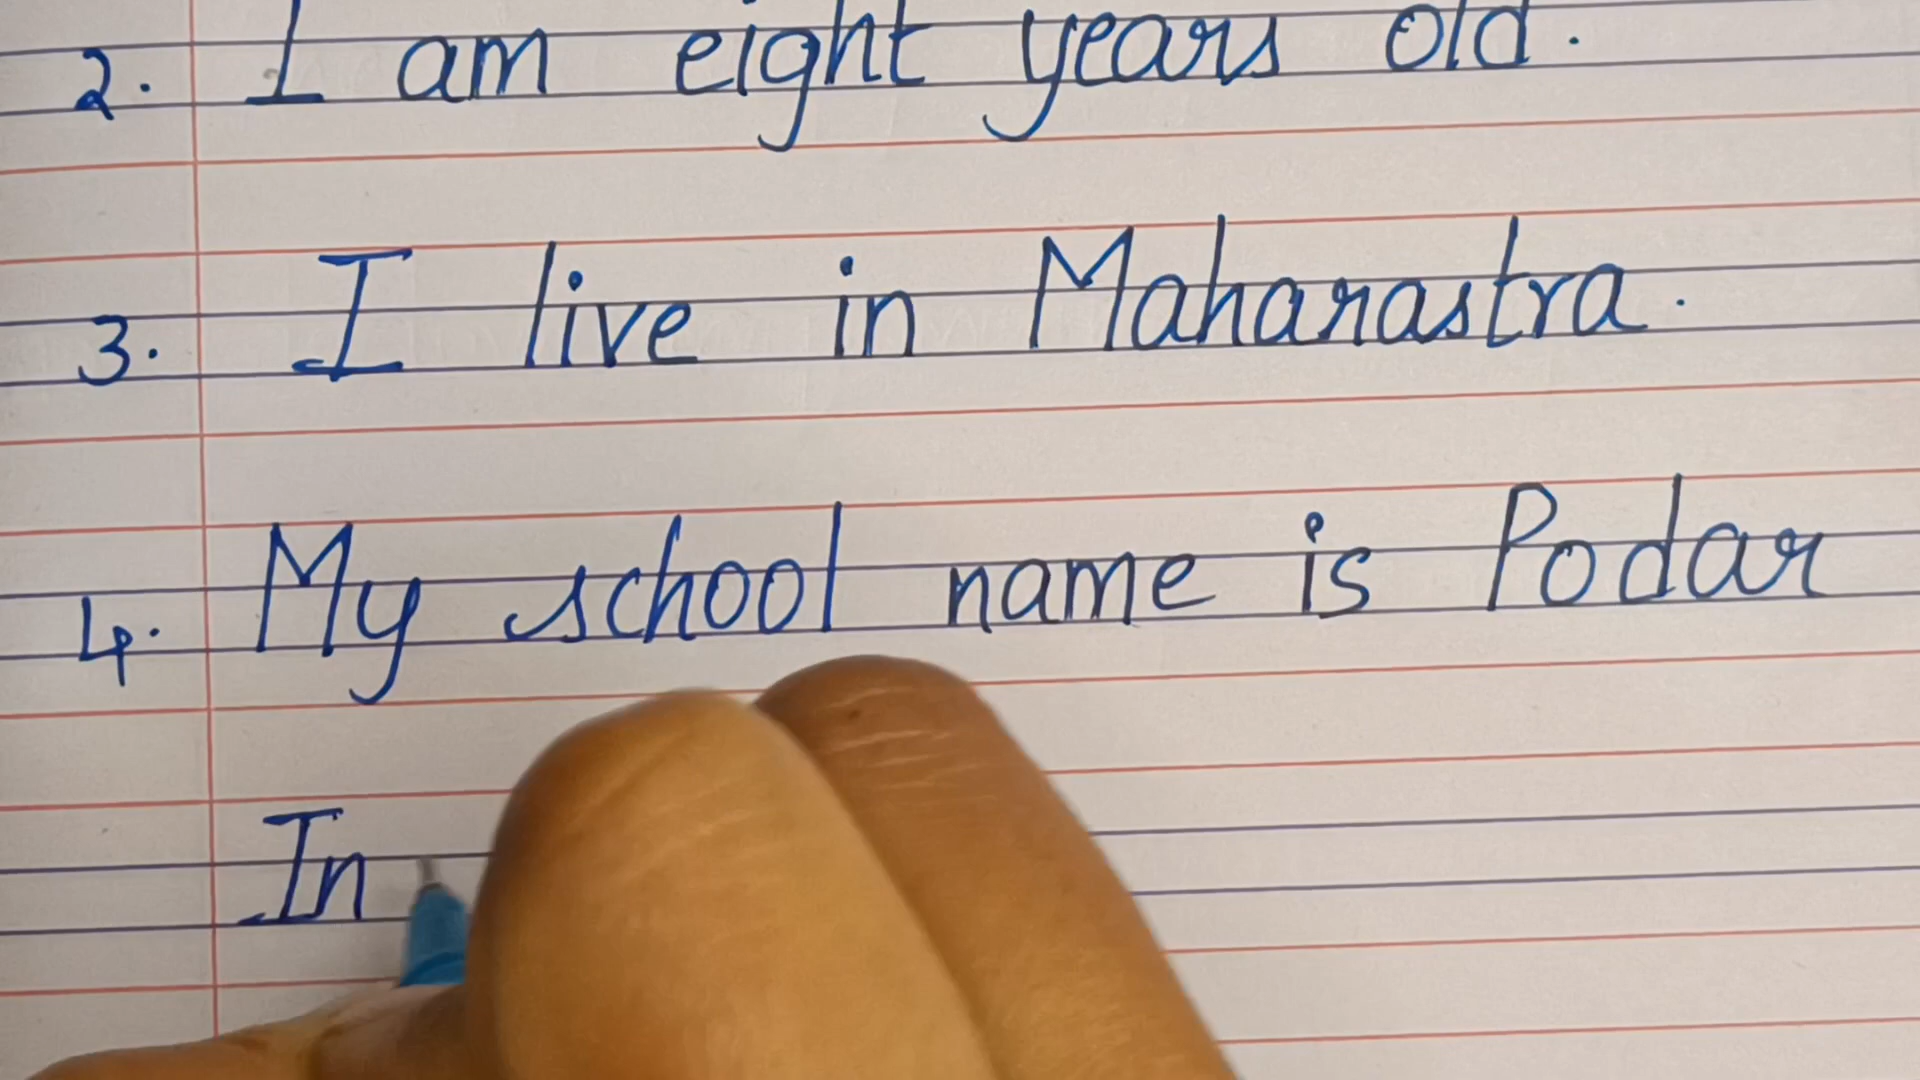 2. I am eight years old.
3. I live in Maharastra.
4. My school name is Podar
In